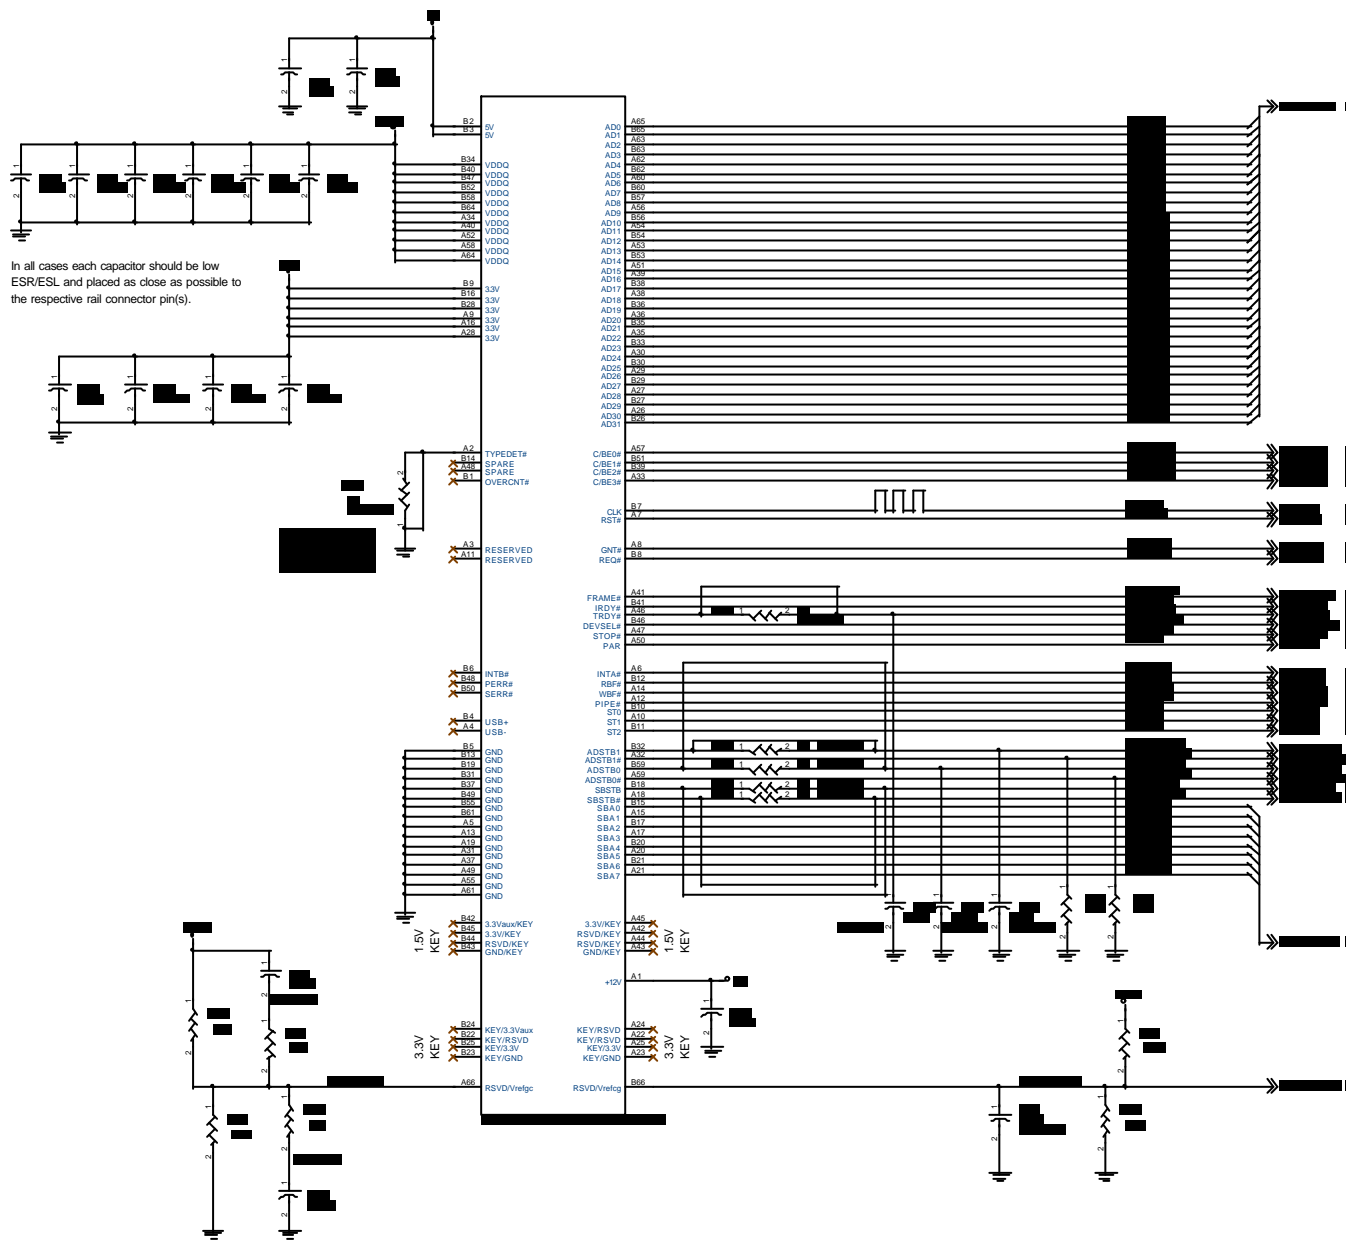 B2 5V
B3 5V
B34 VDDQ
B40 VDDQ
B47 VDDQ
B52 VDDQ
B58 VDDQ
B64 VDDQ
A34 VDDQ
A40 VDDQ
A52 VDDQ
A58 VDDQ
A64 VDDQ
In all cases each capacitor should be low
ESR/ESL and placed as close as possible to
the respective rail connector pin(s).
B9 3.3V
B16 3.3V
B28 3.3V
A9 3.3V
A16 3.3V
A28 3.3V
A2 TYPEDET#
B14 SPARE
A48 SPARE
B1 OVERCNT#
A3 RESERVED
A11 RESERVED
B6 INTB#
B48 PERR#
B50 SERR#
B4 USB+
A4 USB-
B5 GND
B13 GND
B19 GND
B31 GND
B37 GND
B49 GND
B55 GND
B61 GND
A5 GND
A13 GND
A19 GND
A31 GND
A37 GND
A49 GND
A55 GND
A61 GND
B42 3.3Vaux/KEY
B45 3.3V/KEY
B44 RSVD/KEY
B43 GND/KEY
1.5V
KEY
B24 KEY/3.3Vaux
B22 KEY/RSVD
B25 KEY/3.3V
B23 KEY/GND
3.3V
KEY
A66 RSVD/Vrefgc
AD0 A65
AD1 B65
AD2 A63
AD3 B63
AD4 A62
AD5 B62
AD6 A60
AD7 B60
AD8 B57
AD9 A56
AD10 B56
AD11 A54
AD12 B54
AD13 A53
AD14 B53
AD15 A51
AD16 A39
AD17 B38
AD18 A38
AD19 B36
AD20 A36
AD21 B35
AD22 A35
AD23 B33
AD24 A30
AD25 B30
AD26 A29
AD27 B29
AD28 A27
AD29 B27
AD30 A26
AD31 B26
C/BE0# A57
C/BE1# B51
C/BE2# B39
C/BE3# A33
CLK B7
RST# A7
GNT# A8
REQ# B8
FRAME# A41
IRDY# B41
TRDY# A46
DEVSEL# B46
STOP# A47
PAR A50
INTA# A6
RBF# B12
WBF# A14
PIPE# A12
ST0 B10
ST1 A10
ST2 B11
ADSTB1 B32
ADSTB1# A32
ADSTB0 B59
ADSTB0# A59
SBSTB B18
SBSTB# A18
SBA0 B15
SBA1 A15
SBA2 B17
SBA3 A17
SBA4 B20
SBA5 A20
SBA6 B21
SBA7 A21
3.3V/KEY A45
RSVD/KEY A42
RSVD/KEY A44
GND/KEY A43
1.5V
KEY
+12V A1
KEY/RSVD A24
KEY/RSVD A22
KEY/3.3V A25
KEY/GND A23
3.3V
KEY
RSVD/Vrefcg B66